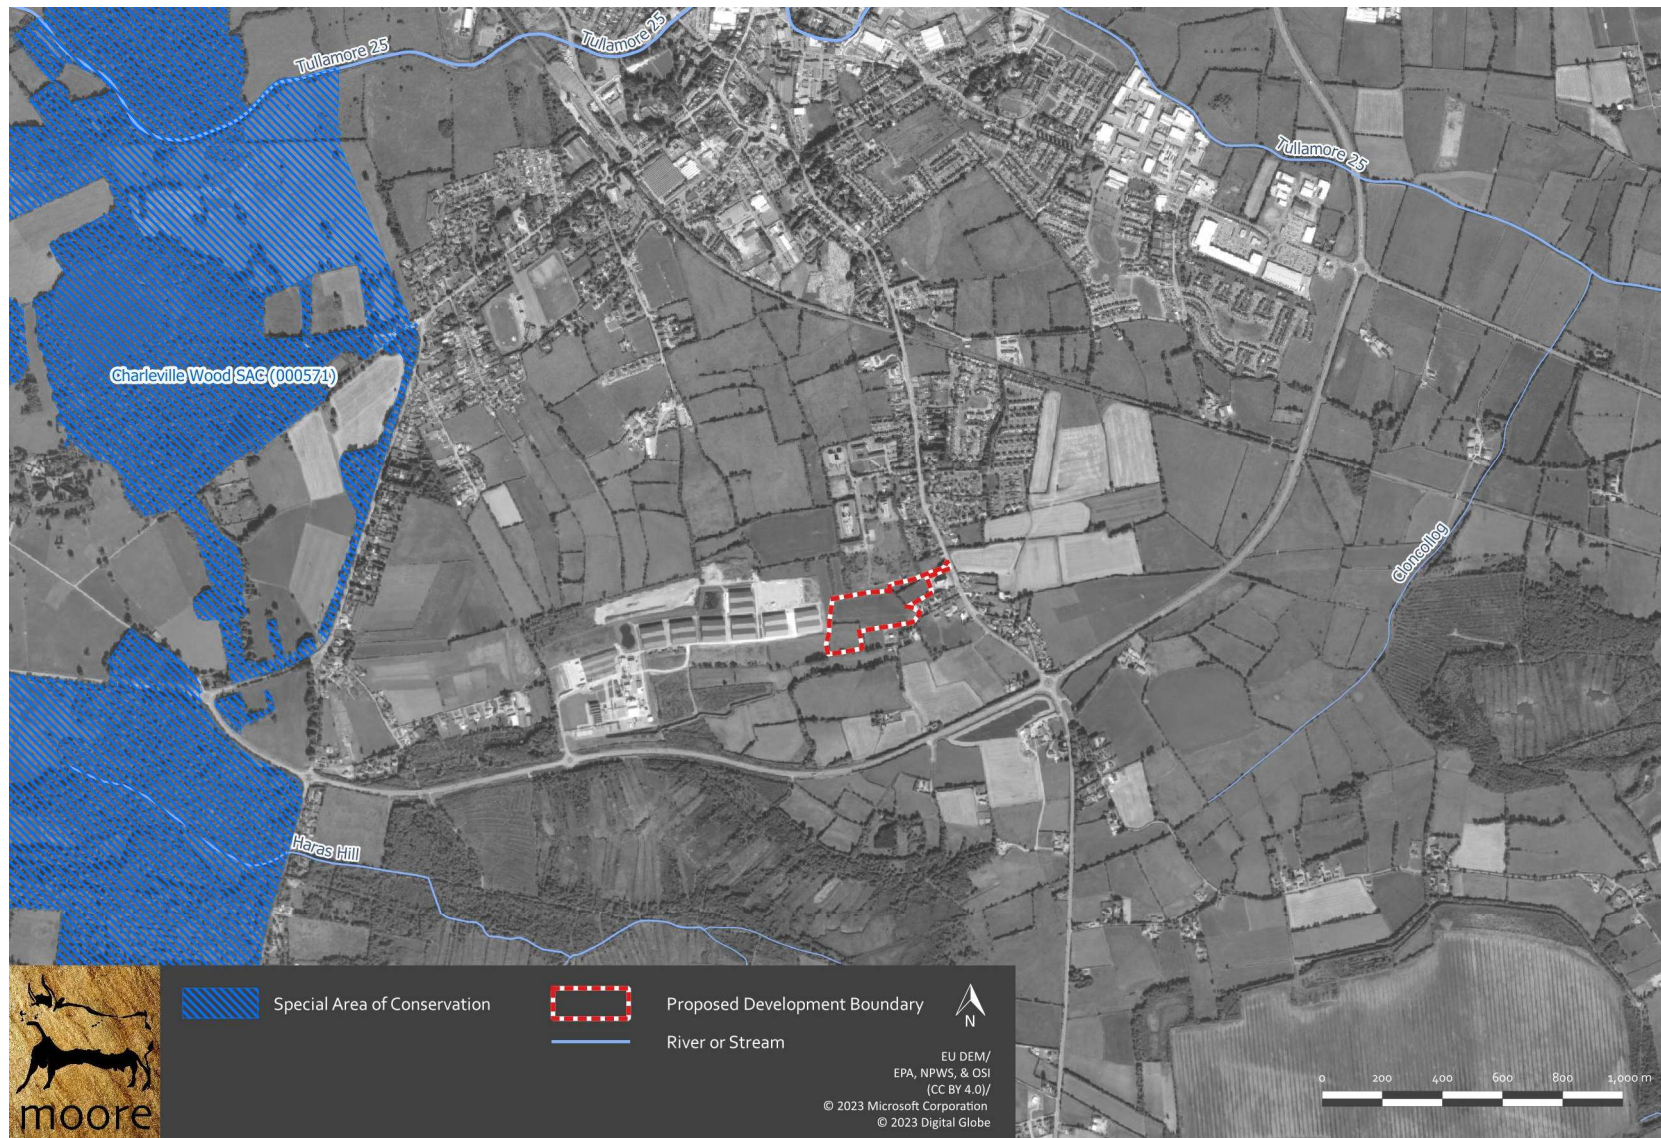 Tullamore 25
Tullamore 25
Tullamore 25
Charleville Wood SAC (000571)
Cloncollog
Haras Hill
moore
Special Area of Conservation
Proposed Development Boundary
River or Stream
N
EU DEM/
EPA, NPWS, & OSI
(CC BY 4.0)/
© 2023 Microsoft Corporation
© 2023 Digital Globe
0 200 400 600 800 1,000 m